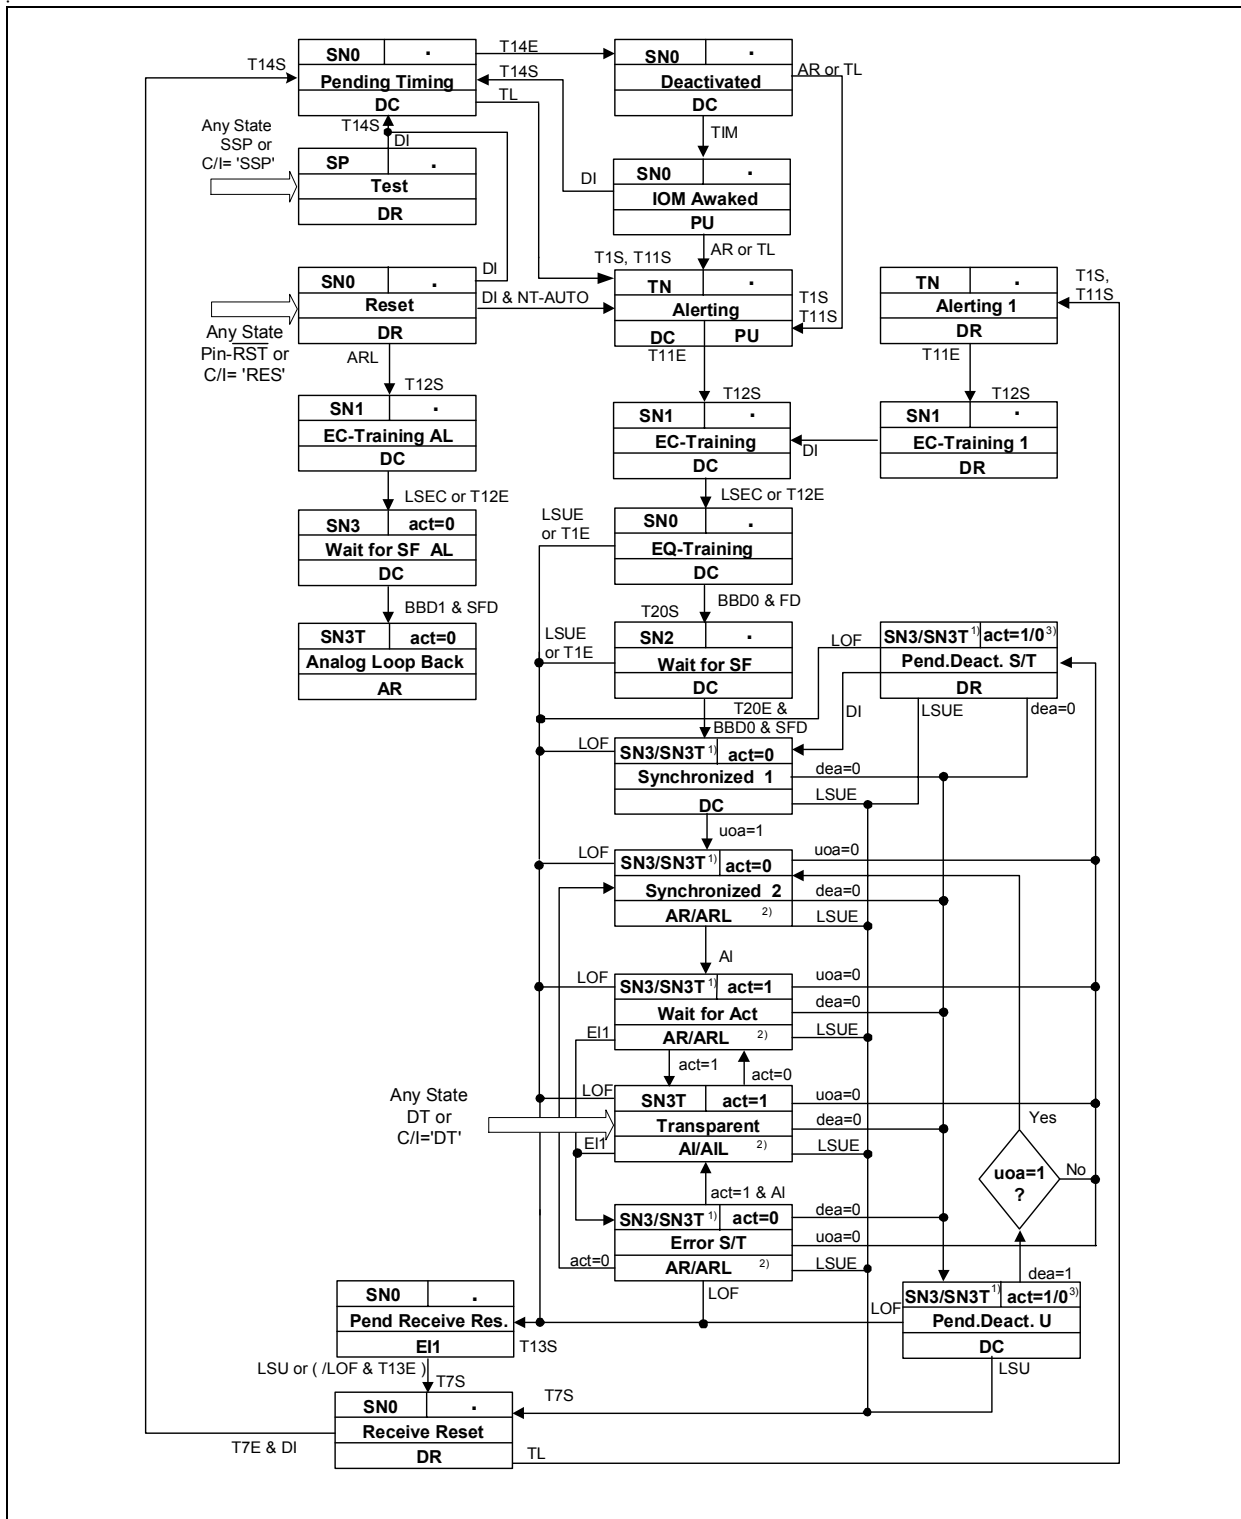 SN0 .
Pending Timing
DC
T14S
T14E
T14S
TL
SN0 .
Deactivated
DC
AR or TL
TIM
T14S
DI
Any State
SSP or
C/I= 'SSP'
SP .
Test
DR
DI
SN0 .
IOM Awaked
PU
AR or TL
T1S, T11S
DI
SN0 .
Reset
DR
DI & NT-AUTO
Any State
Pin-RST or
C/I= 'RES'
ARL
T12S
TN .
Alerting
DC PU
T1S
T11S
T11E
T12S
TN .
Alerting 1
DR
T1S,
T11S
T11E
T12S
SN1 .
EC-Training AL
DC
LSEC or T12E
SN1 .
EC-Training
DC
DI
SN1 .
EC-Training 1
DR
LSEC or T12E
SN3 act=0
Wait for SF AL
DC
BBD1 & SFD
LSUE
or T1E
SN0 .
EQ-Training
DC
BBD0 & FD
T20S
SN3T act=0
Analog Loop Back
AR
LSUE
or T1E
SN2 .
Wait for SF
DC
T20E &
BBD0 & SFD
LOF
SN3/SN3T 1) act=1/0 3)
Pend.Deact. S/T
DR
DI
LSUE
dea=0
LOF
SN3/SN3T 1) act=0
Synchronized 1
DC
dea=0
LSUE
uoa=1
LOF
SN3/SN3T 1) act=0
Synchronized 2
AR/ARL 2)
uoa=0
dea=0
LSUE
AI
LOF
SN3/SN3T 1) act=1
Wait for Act
AR/ARL 2)
uoa=0
dea=0
LSUE
EI1
act=1
act=0
Any State
DT or
C/I='DT'
LOF
SN3T act=1
Transparent
AI/AIL 2)
uoa=0
dea=0
LSUE
EI1
act=1 & AI
Yes
uoa=1
?
No
SN3/SN3T 1) act=0
Error S/T
AR/ARL 2)
dea=0
uoa=0
LSUE
act=0
LOF
dea=1
SN0 .
Pend Receive Res.
EI1
T13S
LOF
SN3/SN3T 1) act=1/0 3)
Pend.Deact. U
DC
LSU
LSU or ( /LOF & T13E )
T7S
T7S
SN0 .
Receive Reset
DR
T7E & DI
TL